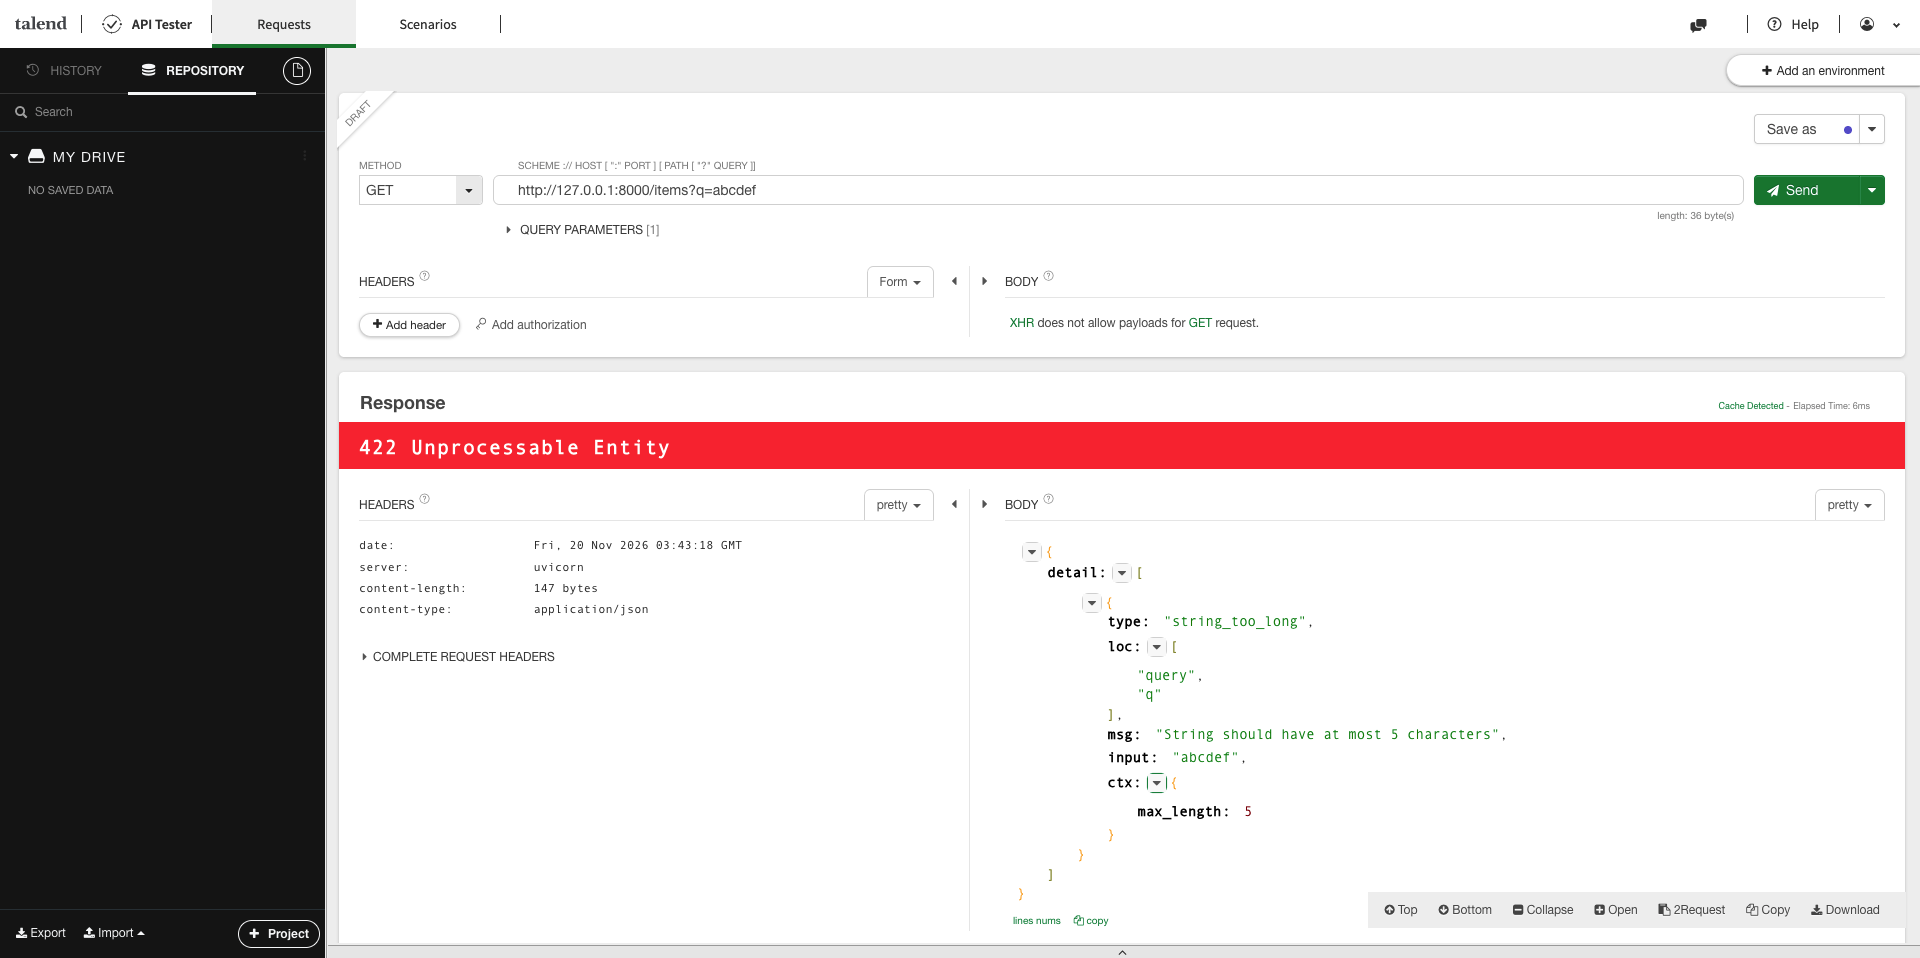 talend
API Tester
Requests
Scenarios
Help
HISTORY
REPOSITORY
Add an environment
Search
DRAFT
Save as
MY DRIVE
METHOD
SCHEME :// HOST [ ":" PORT ] [ PATH [ "?" QUERY ]]
NO SAVED DATA
GET
http://127.0.0.1:8000/items?q=abcdef
Send
length: 36 byte(s)
QUERY PARAMETERS [1]
HEADERS
Form
BODY
Add header
Add authorization
XHR does not allow payloads for GET request.
Response
Cache Detected - Elapsed Time: 6ms
422 Unprocessable Entity
HEADERS
pretty
BODY
pretty
date: Fri, 20 Nov 2026 03:43:18 GMT
server: uvicorn
content-length: 147 bytes
content-type: application/json
COMPLETE REQUEST HEADERS
{
detail: [
{
type: "string_too_long",
loc: [
"query",
"q"
],
msg: "String should have at most 5 characters",
input: "abcdef",
ctx: {
max_length: 5
}
}
]
}
lines nums
copy
Top
Bottom
Collapse
Open
2Request
Copy
Download
Export
Import
Project